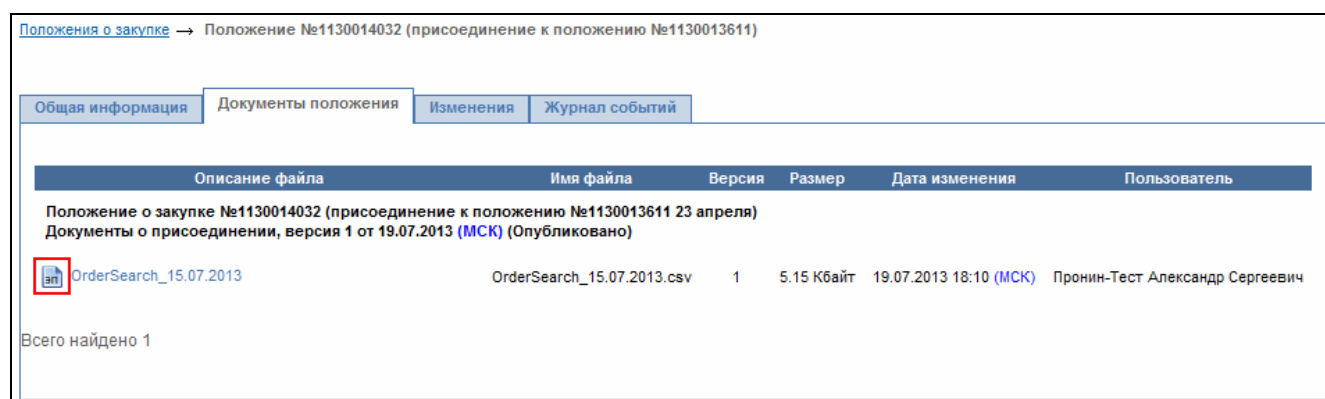 Положения о закупке → Положение №1130014032 (присоединение к положению №1130013611)
Общая информация Документы положения Изменения Журнал событий
Описание файла Имя файла Версия Размер Дата изменения Пользователь
Положение о закупке №1130014032 (присоединение к положению №1130013611 23 апреля)
Документы о присоединении, версия 1 от 19.07.2013 (МСК) (Опубликовано)
эп OrderSearch_15.07.2013 OrderSearch_15.07.2013.csv 1 5.15 Кбайт 19.07.2013 18:10 (МСК) Пронин-Тест Александр Сергеевич
Всего найдено 1